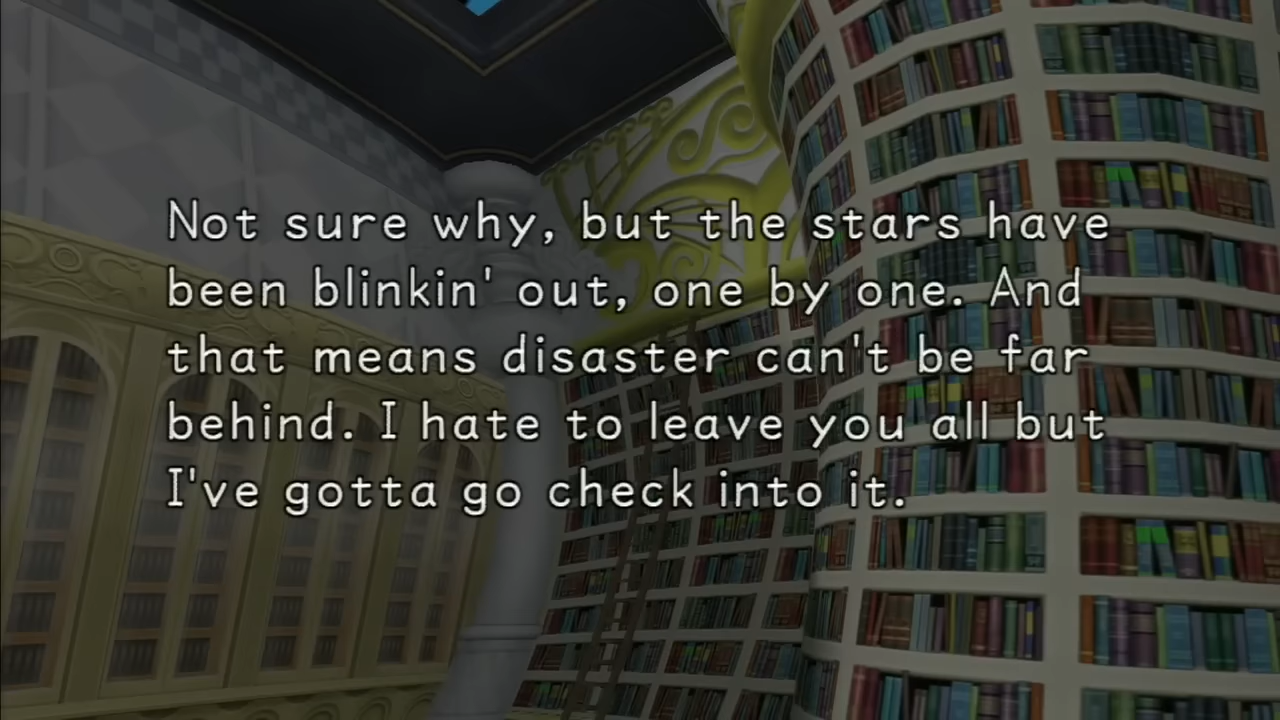 Not sure why, but the stars have
been blinkin' out, one by one. And
that means disaster can't be far
behind. I hate to leave you all but
I've gotta go check into it.